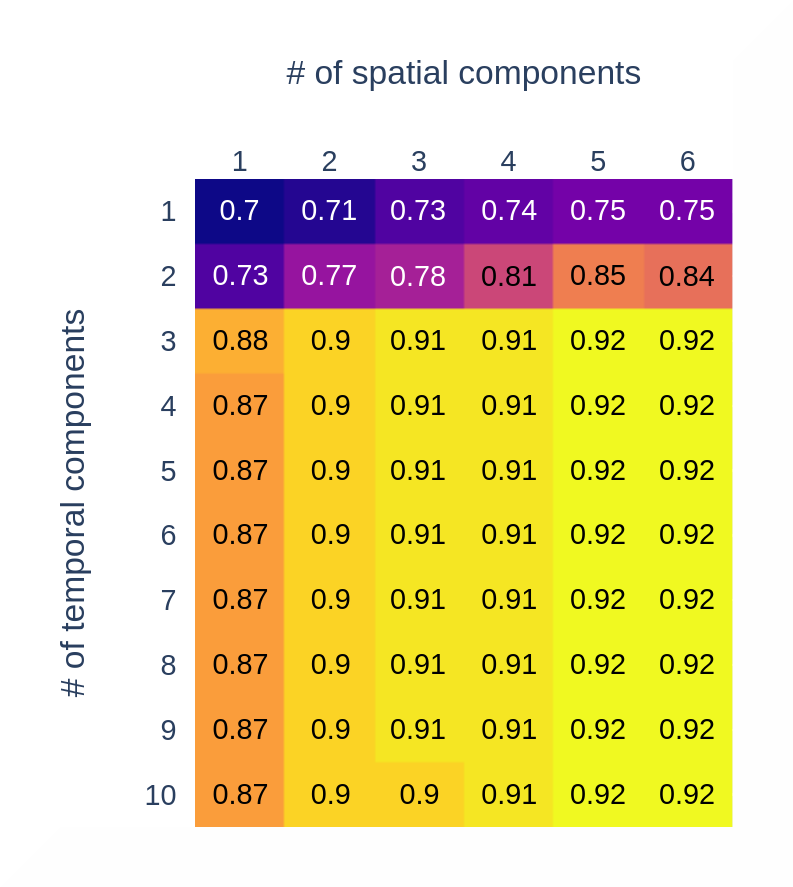 # of spatial components
1 2 3 4 5 6
1 0.7 0.71 0.73 0.74 0.75 0.75
2 0.73 0.77 0.78 0.81 0.85 0.84
3 0.88 0.9 0.91 0.91 0.92 0.92
4 0.87 0.9 0.91 0.91 0.92 0.92
5 0.87 0.9 0.91 0.91 0.92 0.92
6 0.87 0.9 0.91 0.91 0.92 0.92
7 0.87 0.9 0.91 0.91 0.92 0.92
8 0.87 0.9 0.91 0.91 0.92 0.92
9 0.87 0.9 0.91 0.91 0.92 0.92
10 0.87 0.9 0.9 0.91 0.92 0.92
# of temporal components